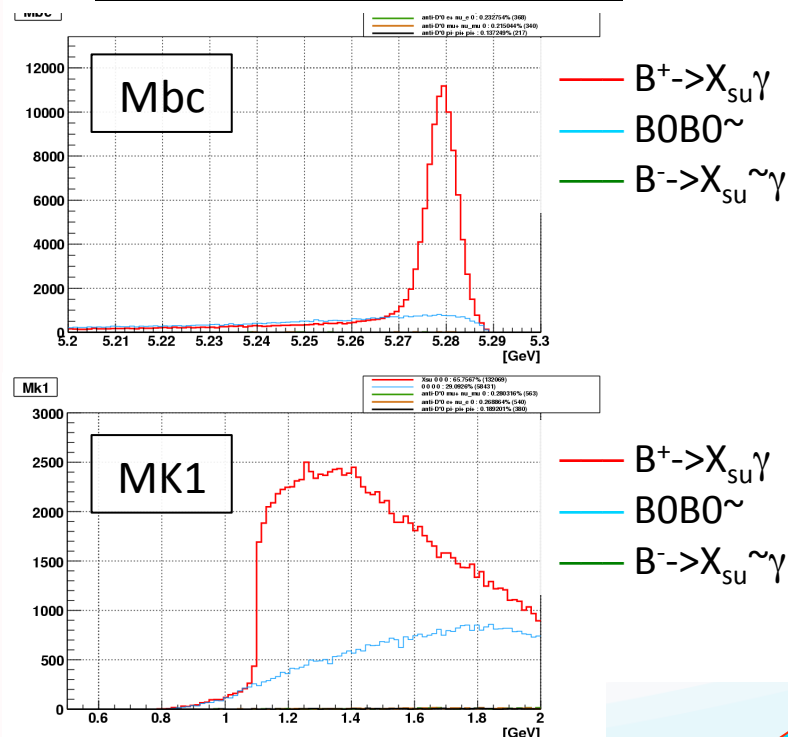 Mbc
anti-D*0 e+ nu_e 0 : 0.232754% (368)
anti-D*0 mu+ nu_mu 0 : 0.215044% (340)
anti-D*0 pi- pi+ pi+ : 0.137249% (217)
12000
10000
8000
6000
4000
2000
0
Mbc
5.2 5.21 5.22 5.23 5.24 5.25 5.26 5.27 5.28 5.29 5.3
[GeV]
B⁺->Xsuγ
B0B0~
B⁻->Xsu~γ
Mk1
Xsu 0 0 0 : 65.7567% (132069)
0 0 0 0 : 29.0926% (58431)
anti-D*0 mu+ nu_mu 0 : 0.280316% (563)
anti-D*0 e+ nu_e 0 : 0.268864% (540)
anti-D*0 pi- pi+ pi+ : 0.189201% (380)
3000
2500
2000
1500
1000
500
0
MK1
0.6 0.8 1 1.2 1.4 1.6 1.8 2
[GeV]
B⁺->Xsuγ
B0B0~
B⁻->Xsu~γ